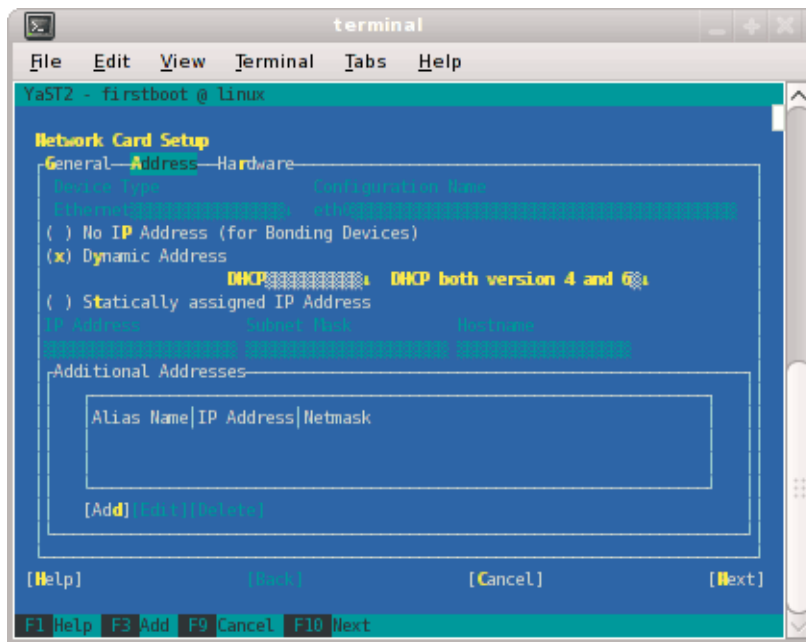 terminal
File Edit View Terminal Tabs Help
YaST2 - firstboot @ linux
Network Card Setup
General Address Hardware
Device Type Configuration Name
Ethernet eth0
( ) No IP Address (for Bonding Devices)
(x) Dynamic Address
DHCP DHCP both version 4 and 6
( ) Statically assigned IP Address
IP Address Subnet Mask Hostname
Additional Addresses
Alias Name|IP Address|Netmask
[Add][Edit][Delete]
[Help] [Back] [Cancel] [Next]
F1 Help F3 Add F9 Cancel F10 Next